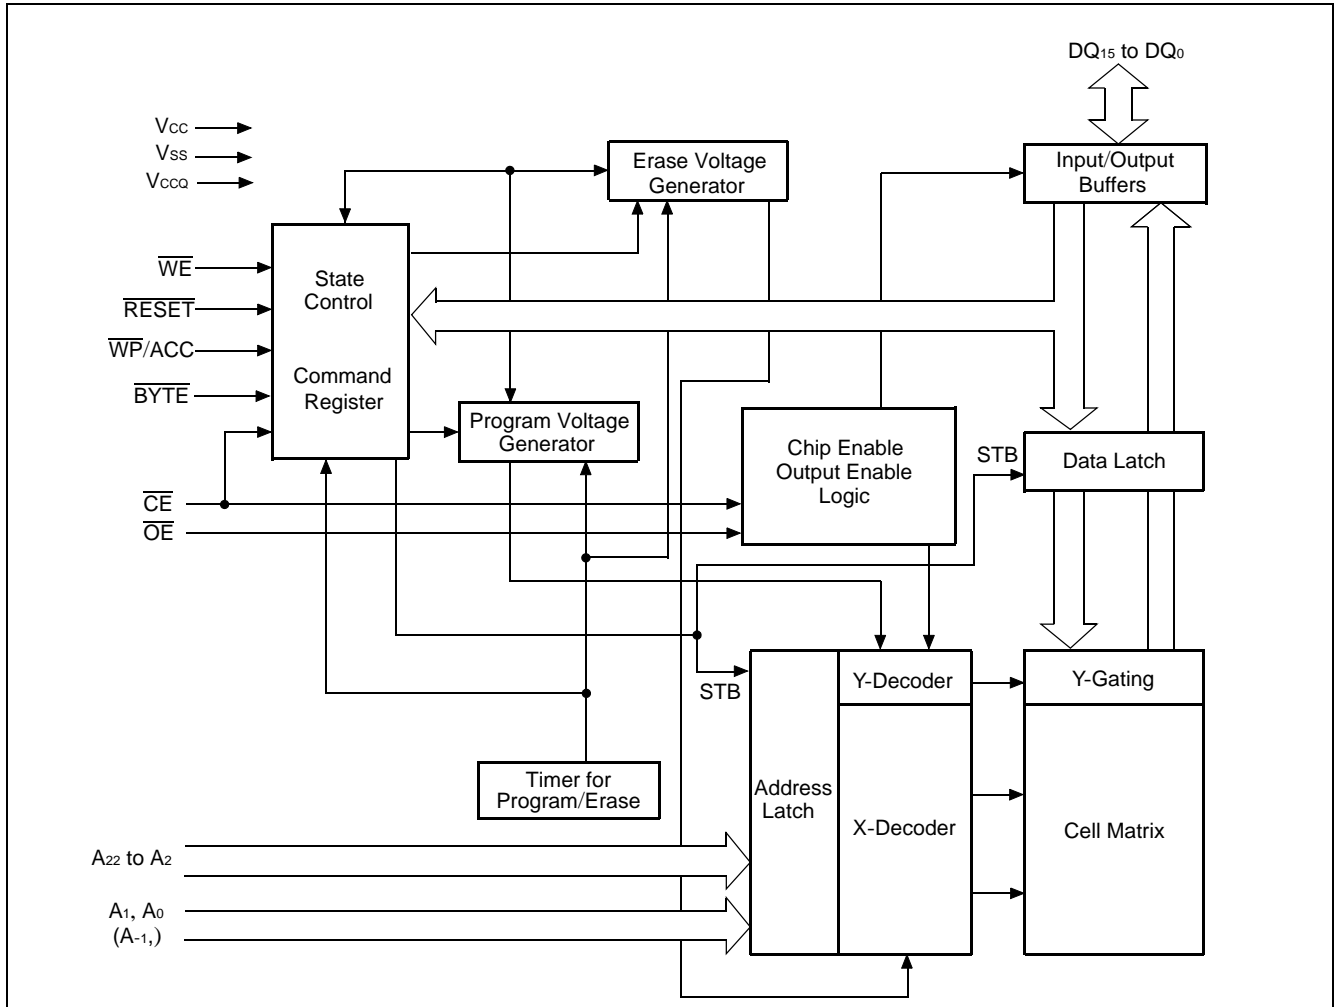 DQ15 to DQ0
VCC
VSS
VCCQ
Erase Voltage
Generator
Input/Output
Buffers
WE
RESET
WP/ACC
BYTE
State
Control
Command
Register
Program Voltage
Generator
Chip Enable
Output Enable
Logic
STB
Data Latch
CE
OE
STB
Y-Decoder
Y-Gating
Timer for
Program/Erase
Address
Latch
X-Decoder
Cell Matrix
A22 to A2
A1, A0
(A-1,)